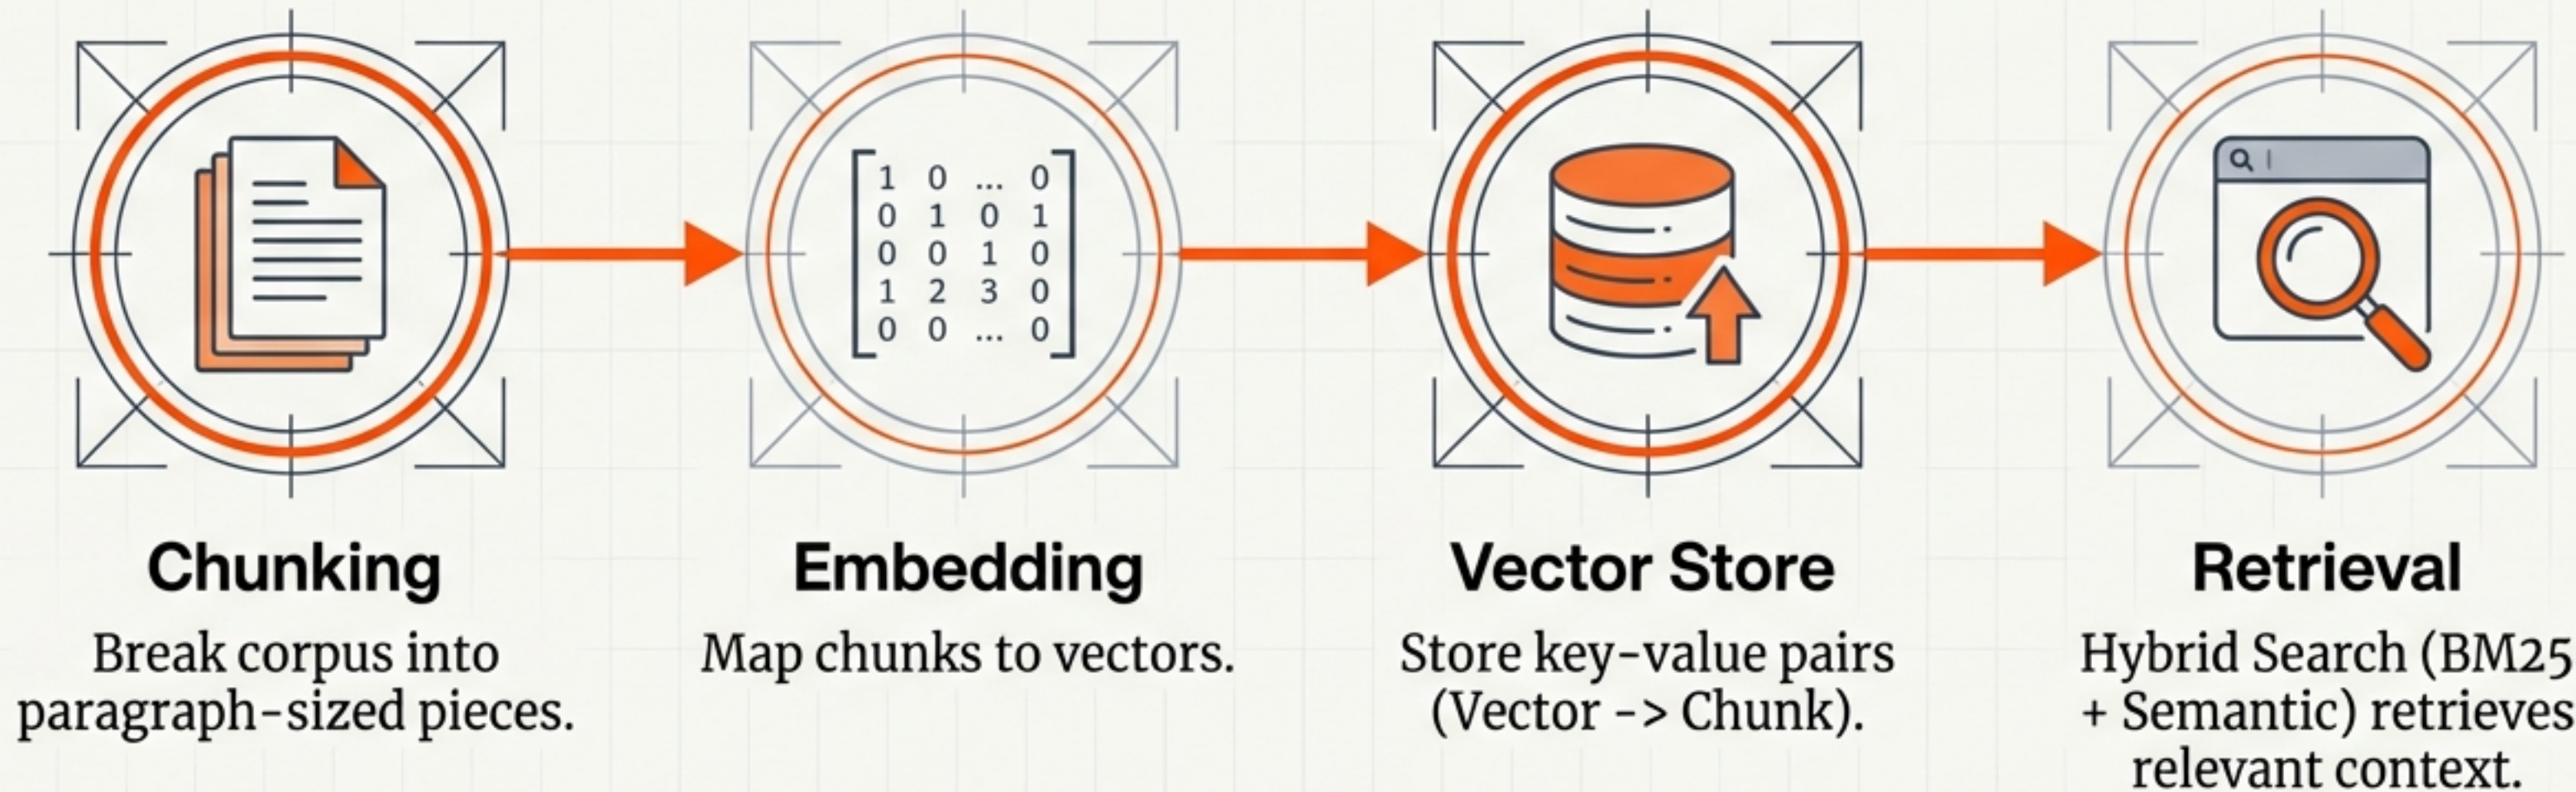 1 0 ... 0
0 1 0 1
0 0 1 0
1 2 3 0
0 0 ... 0
Chunking
Break corpus into
paragraph-sized pieces.
Embedding
Map chunks to vectors.
Vector Store
Store key-value pairs
(Vector -> Chunk).
Retrieval
Hybrid Search (BM25
+ Semantic) retrieves
relevant context.